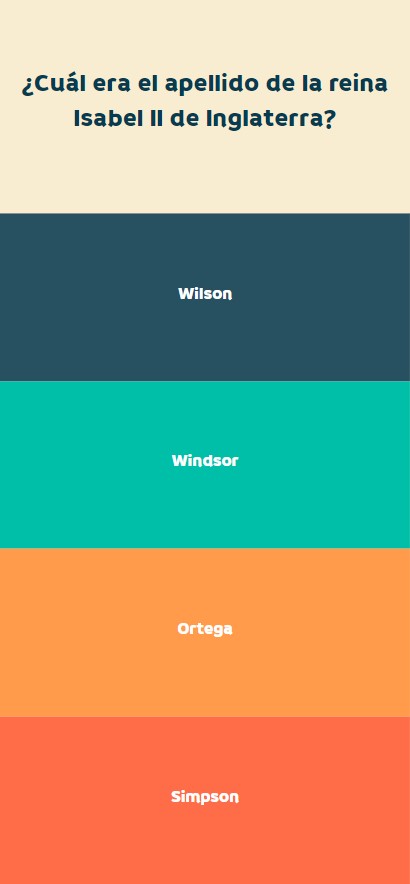 ¿Cuál era el apellido de la reina
Isabel II de Inglaterra?
Wilson
Windsor
Ortega
Simpson